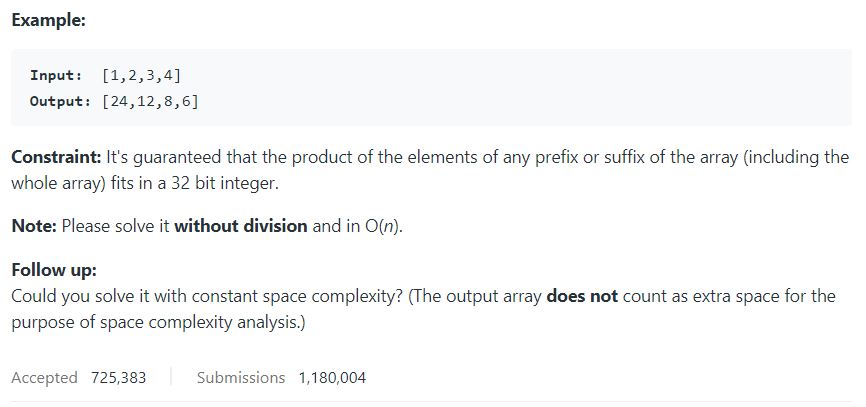 Example:
Input:  [1,2,3,4]
Output: [24,12,8,6]
Constraint: It's guaranteed that the product of the elements of any prefix or suffix of the array (including the
whole array) fits in a 32 bit integer.
Note: Please solve it without division and in O(n).
Follow up:
Could you solve it with constant space complexity? (The output array does not count as extra space for the
purpose of space complexity analysis.)
Accepted 725,383 Submissions 1,180,004